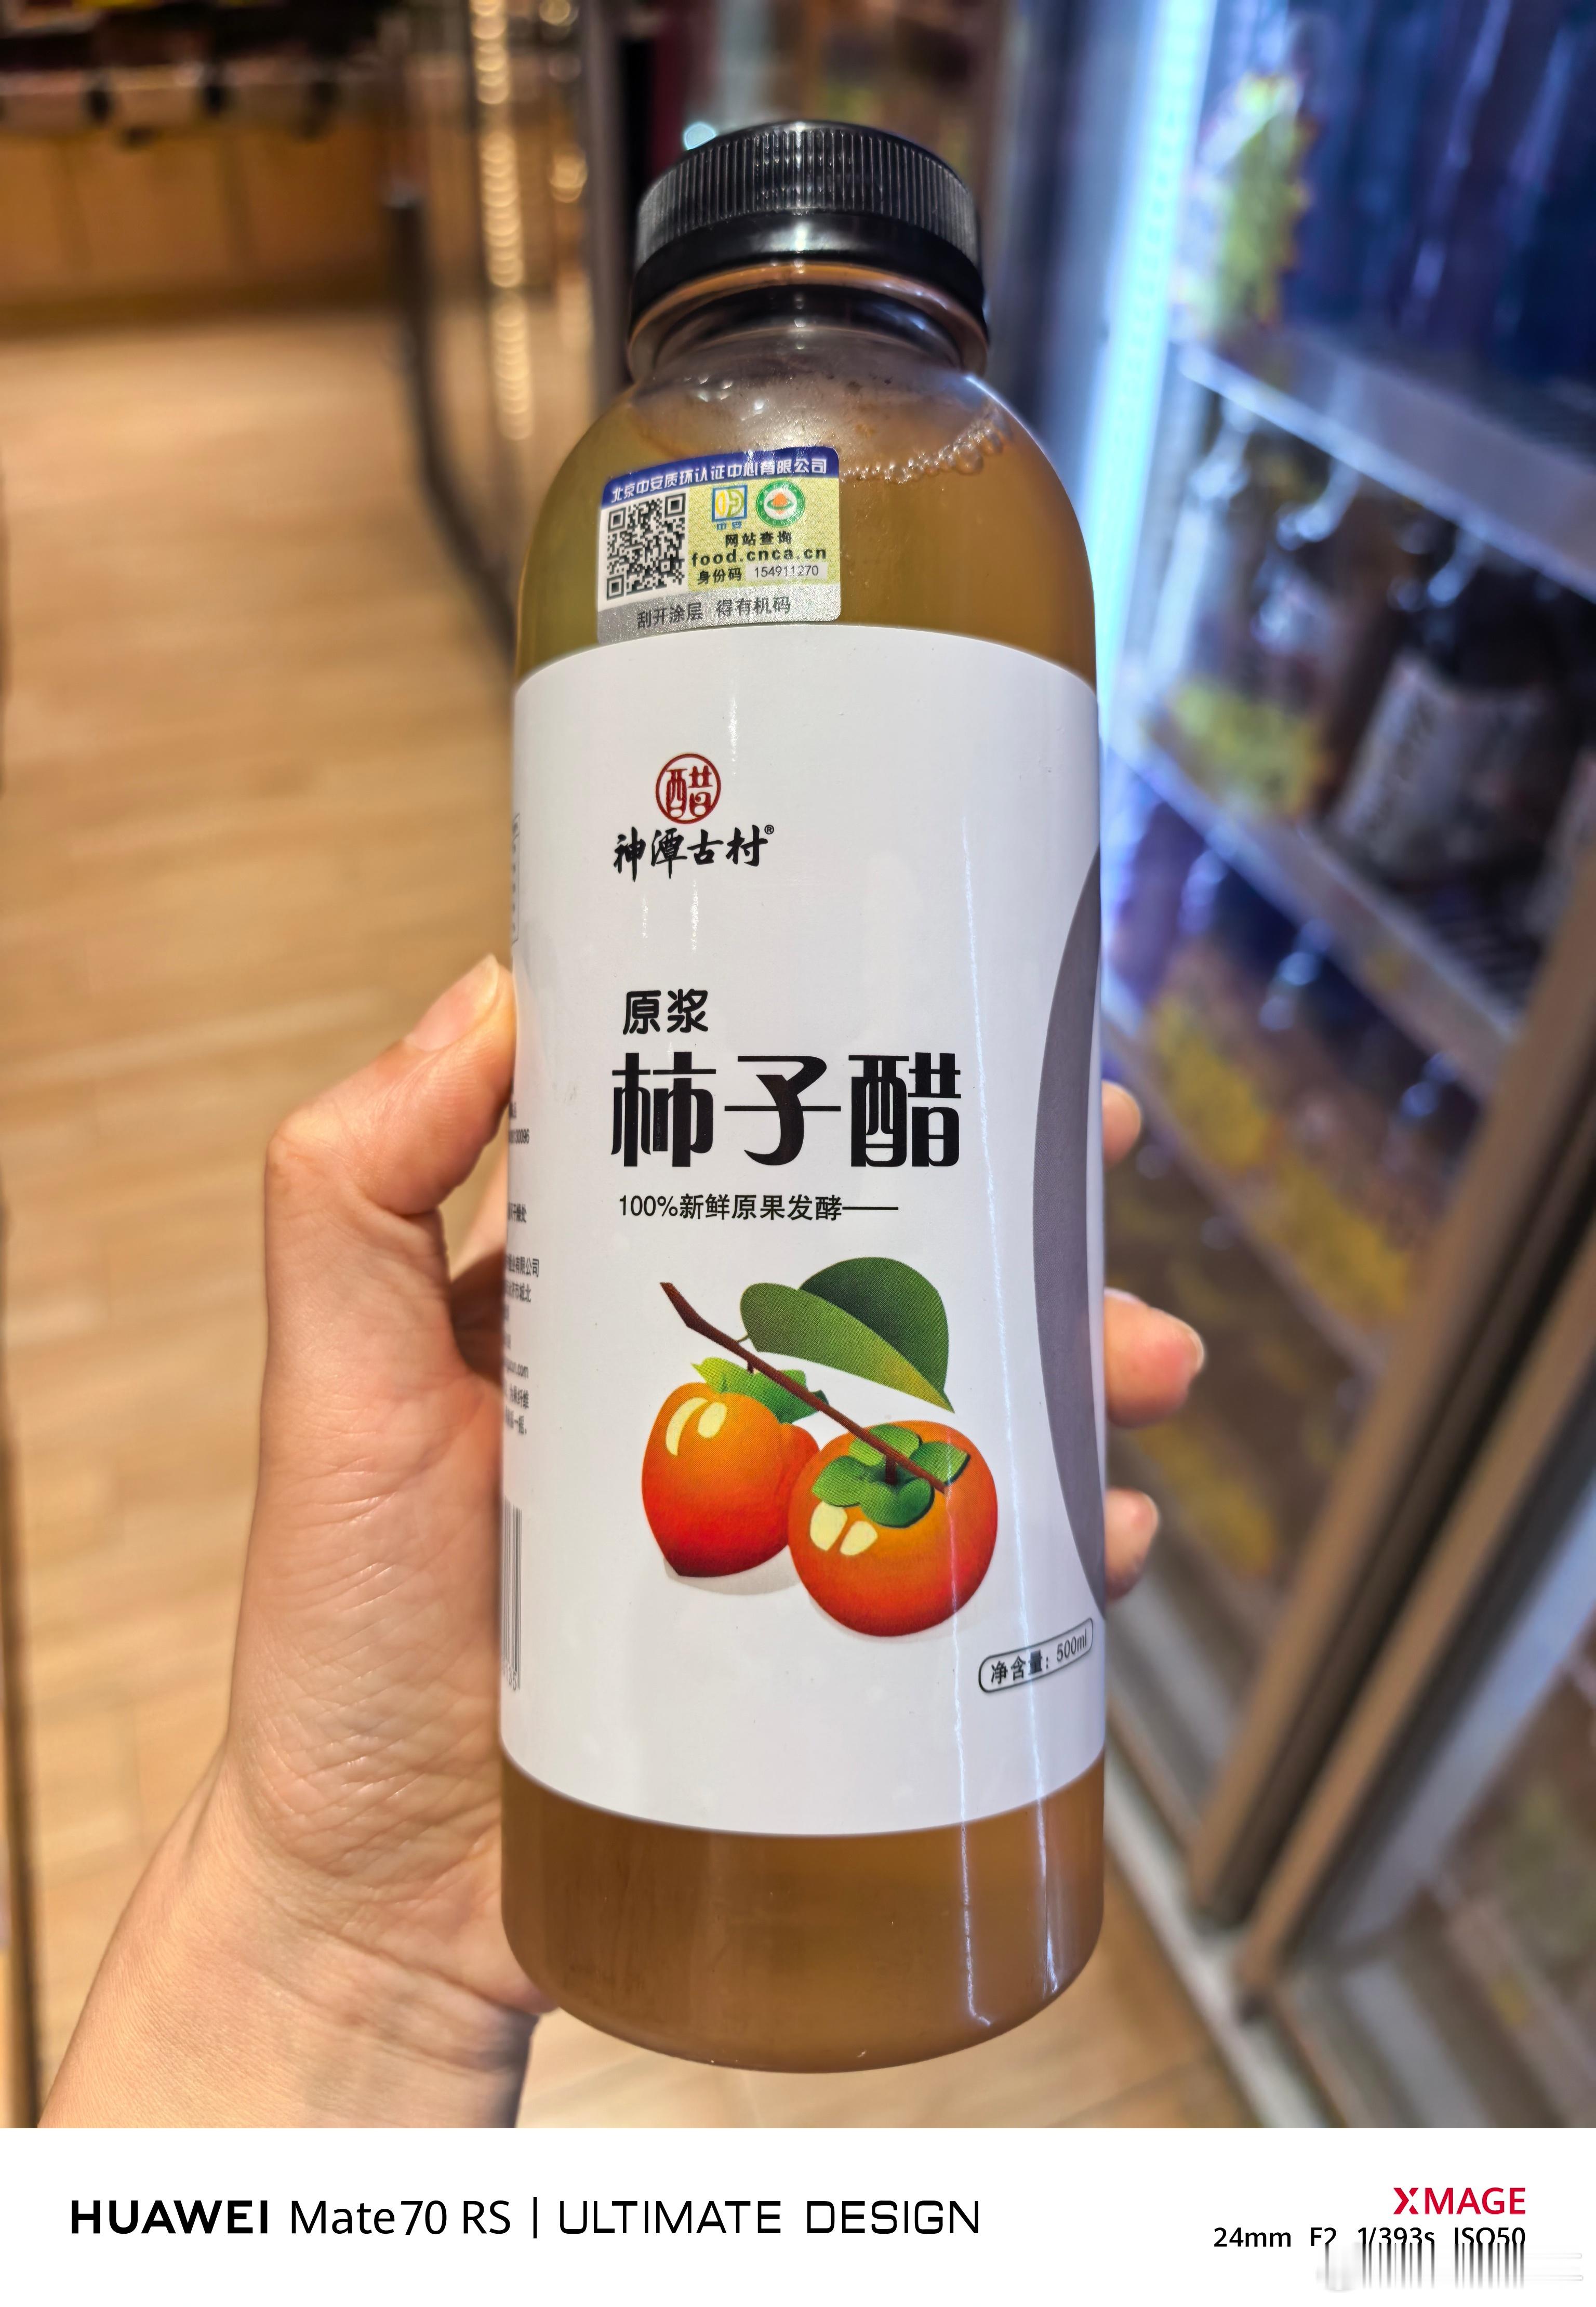 北京中安质环认证中心有限公司
中安
网站查询
food.cnca.cn
身份码 154911270
刮开涂层 得有机码
醋
神潭古村®
原浆
柿子醋
100%新鲜原果发酵——
净含量：500ml
HUAWEI Mate70 RS | ULTIMATE DESIGN
XMAGE
24mm F2 1/393s ISO50